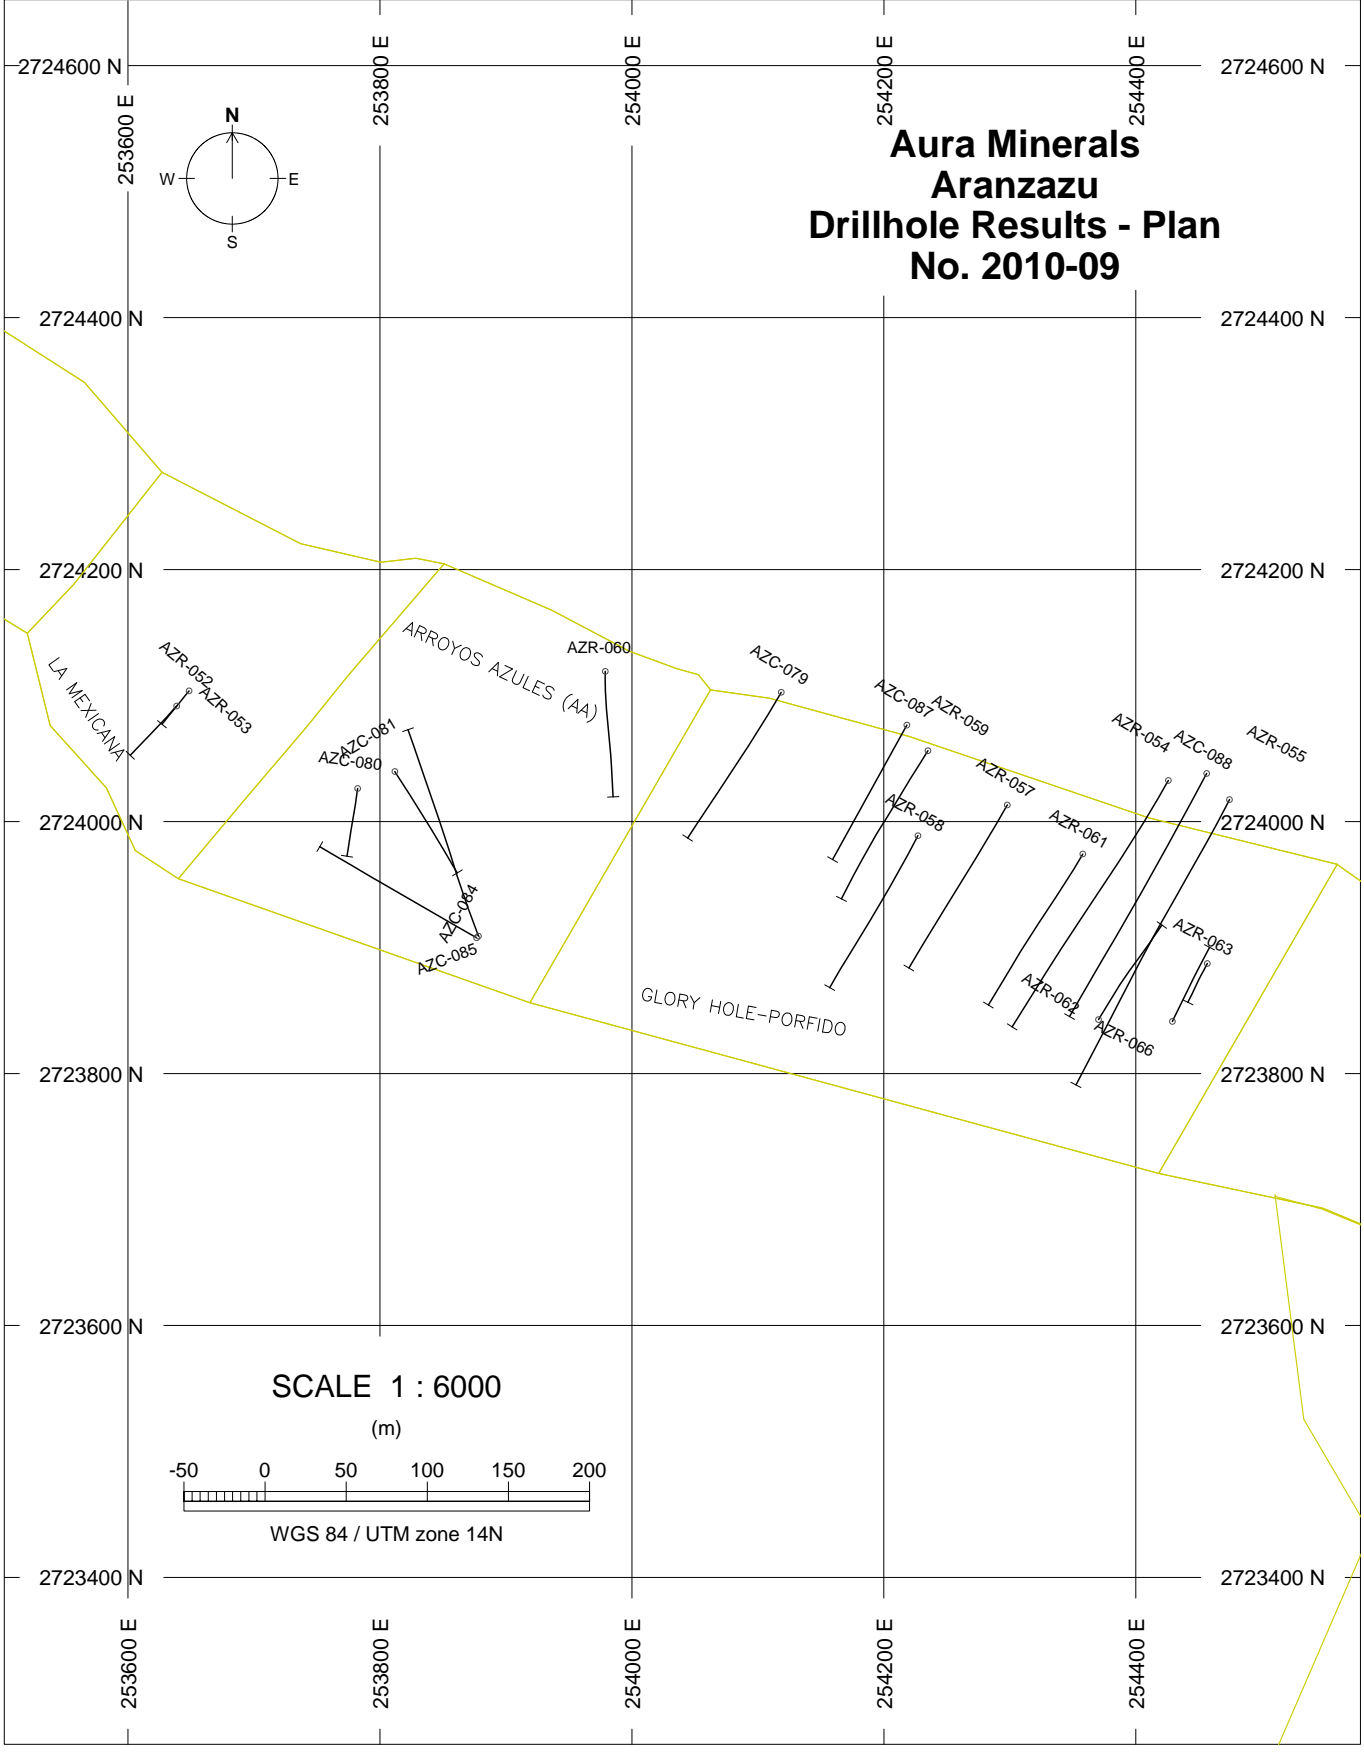 253800 E
254000 E
254200 E
254400 E
2724600 N
2724600 N
253600 E
N
W
E
S
Aura Minerals
Aranzazu
Drillhole Results - Plan
No. 2010-09
2724400 N
2724400 N
2724200 N
2724200 N
AZR-052
AZR-053
LA MEXICANA
ARROYOS AZULES (AA)
AZR-060
AZC-079
AZC-087
AZR-059
AZR-054
AZC-088
AZR-055
AZC-081
AZC-080
AZR-057
AZR-058
AZR-061
2724000 N
2724000 N
AZC-084
AZC-085
AZR-063
AZR-062
AZR-066
GLORY HOLE-PORFIDO
2723800 N
2723800 N
2723600 N
2723600 N
SCALE 1 : 6000
(m)
-50 0 50 100 150 200
WGS 84 / UTM zone 14N
2723400 N
2723400 N
253600 E
253800 E
254000 E
254200 E
254400 E